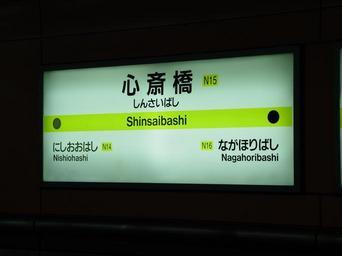 心斎橋 N15
しんさいばし
Shinsaibashi
にしおおはし N14
Nishiohashi
N16 ながほりばし
Nagahoribashi